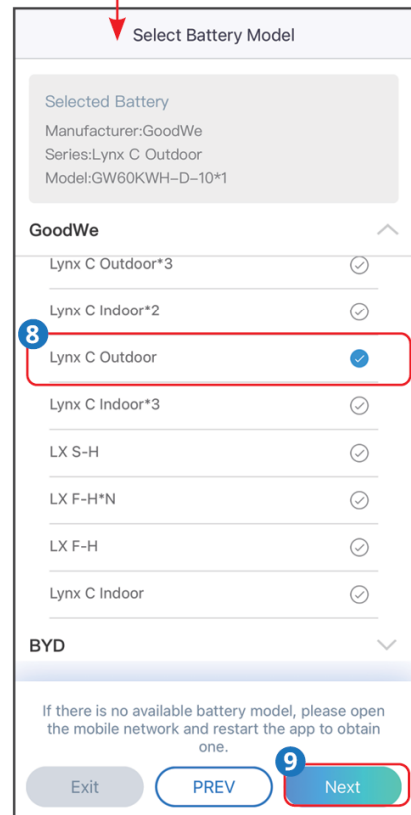 Select Battery Model
Selected Battery
Manufacturer:GoodWe
Series:Lynx C Outdoor
Model:GW60KWH-D-10*1
GoodWe
Lynx C Outdoor*3
Lynx C Indoor*2
8
Lynx C Outdoor
Lynx C Indoor*3
LX S-H
LX F-H*N
LX F-H
Lynx C Indoor
BYD
If there is no available battery model, please open
the mobile network and restart the app to obtain
one.
9
Exit PREV Next